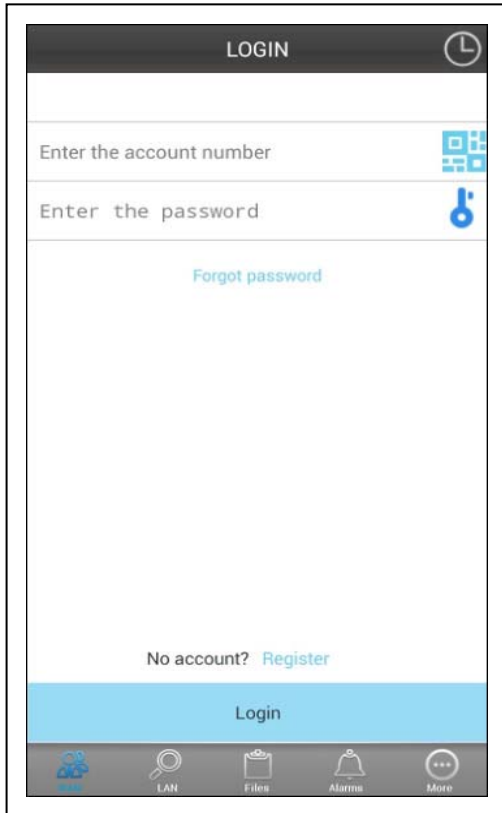 LOGIN
Enter the account number
Enter the password
Forgot password
No account? Register
Login
LAN Files Alarms More